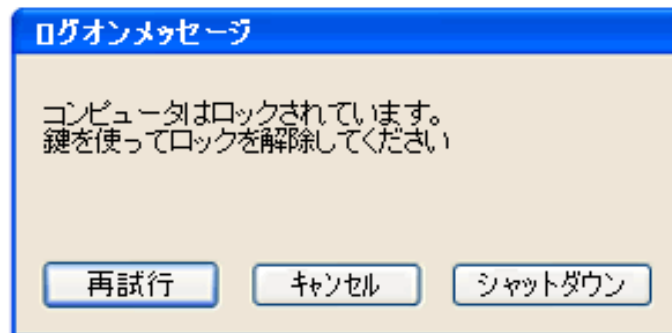 ログオンメッセージ
コンピュータはロックされています。
鍵を使ってロックを解除してください
再試行 キャンセル シャットダウン